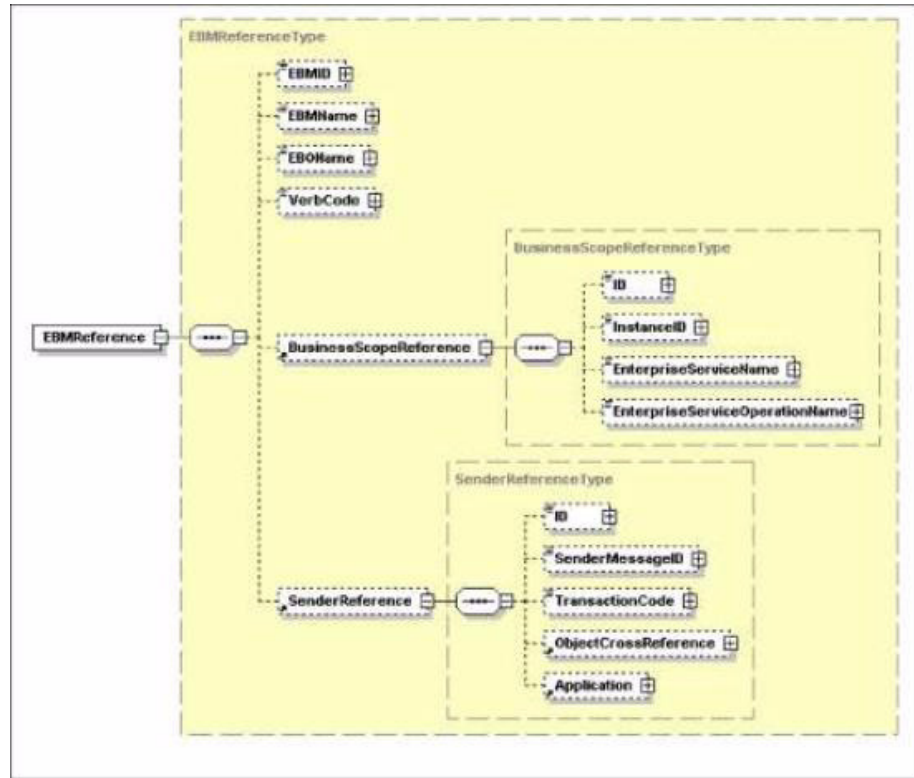 EBMReferenceType
EBMID
EBMName
EBOName
VerbCode
BusinessScopeReferenceType
ID
InstanceID
EBMReference
BusinessScopeReference
EnterpriseServiceName
EnterpriseServiceOperationName
SenderReferenceType
ID
SenderMessageID
SenderReference
TransactionCode
ObjectCrossReference
Application